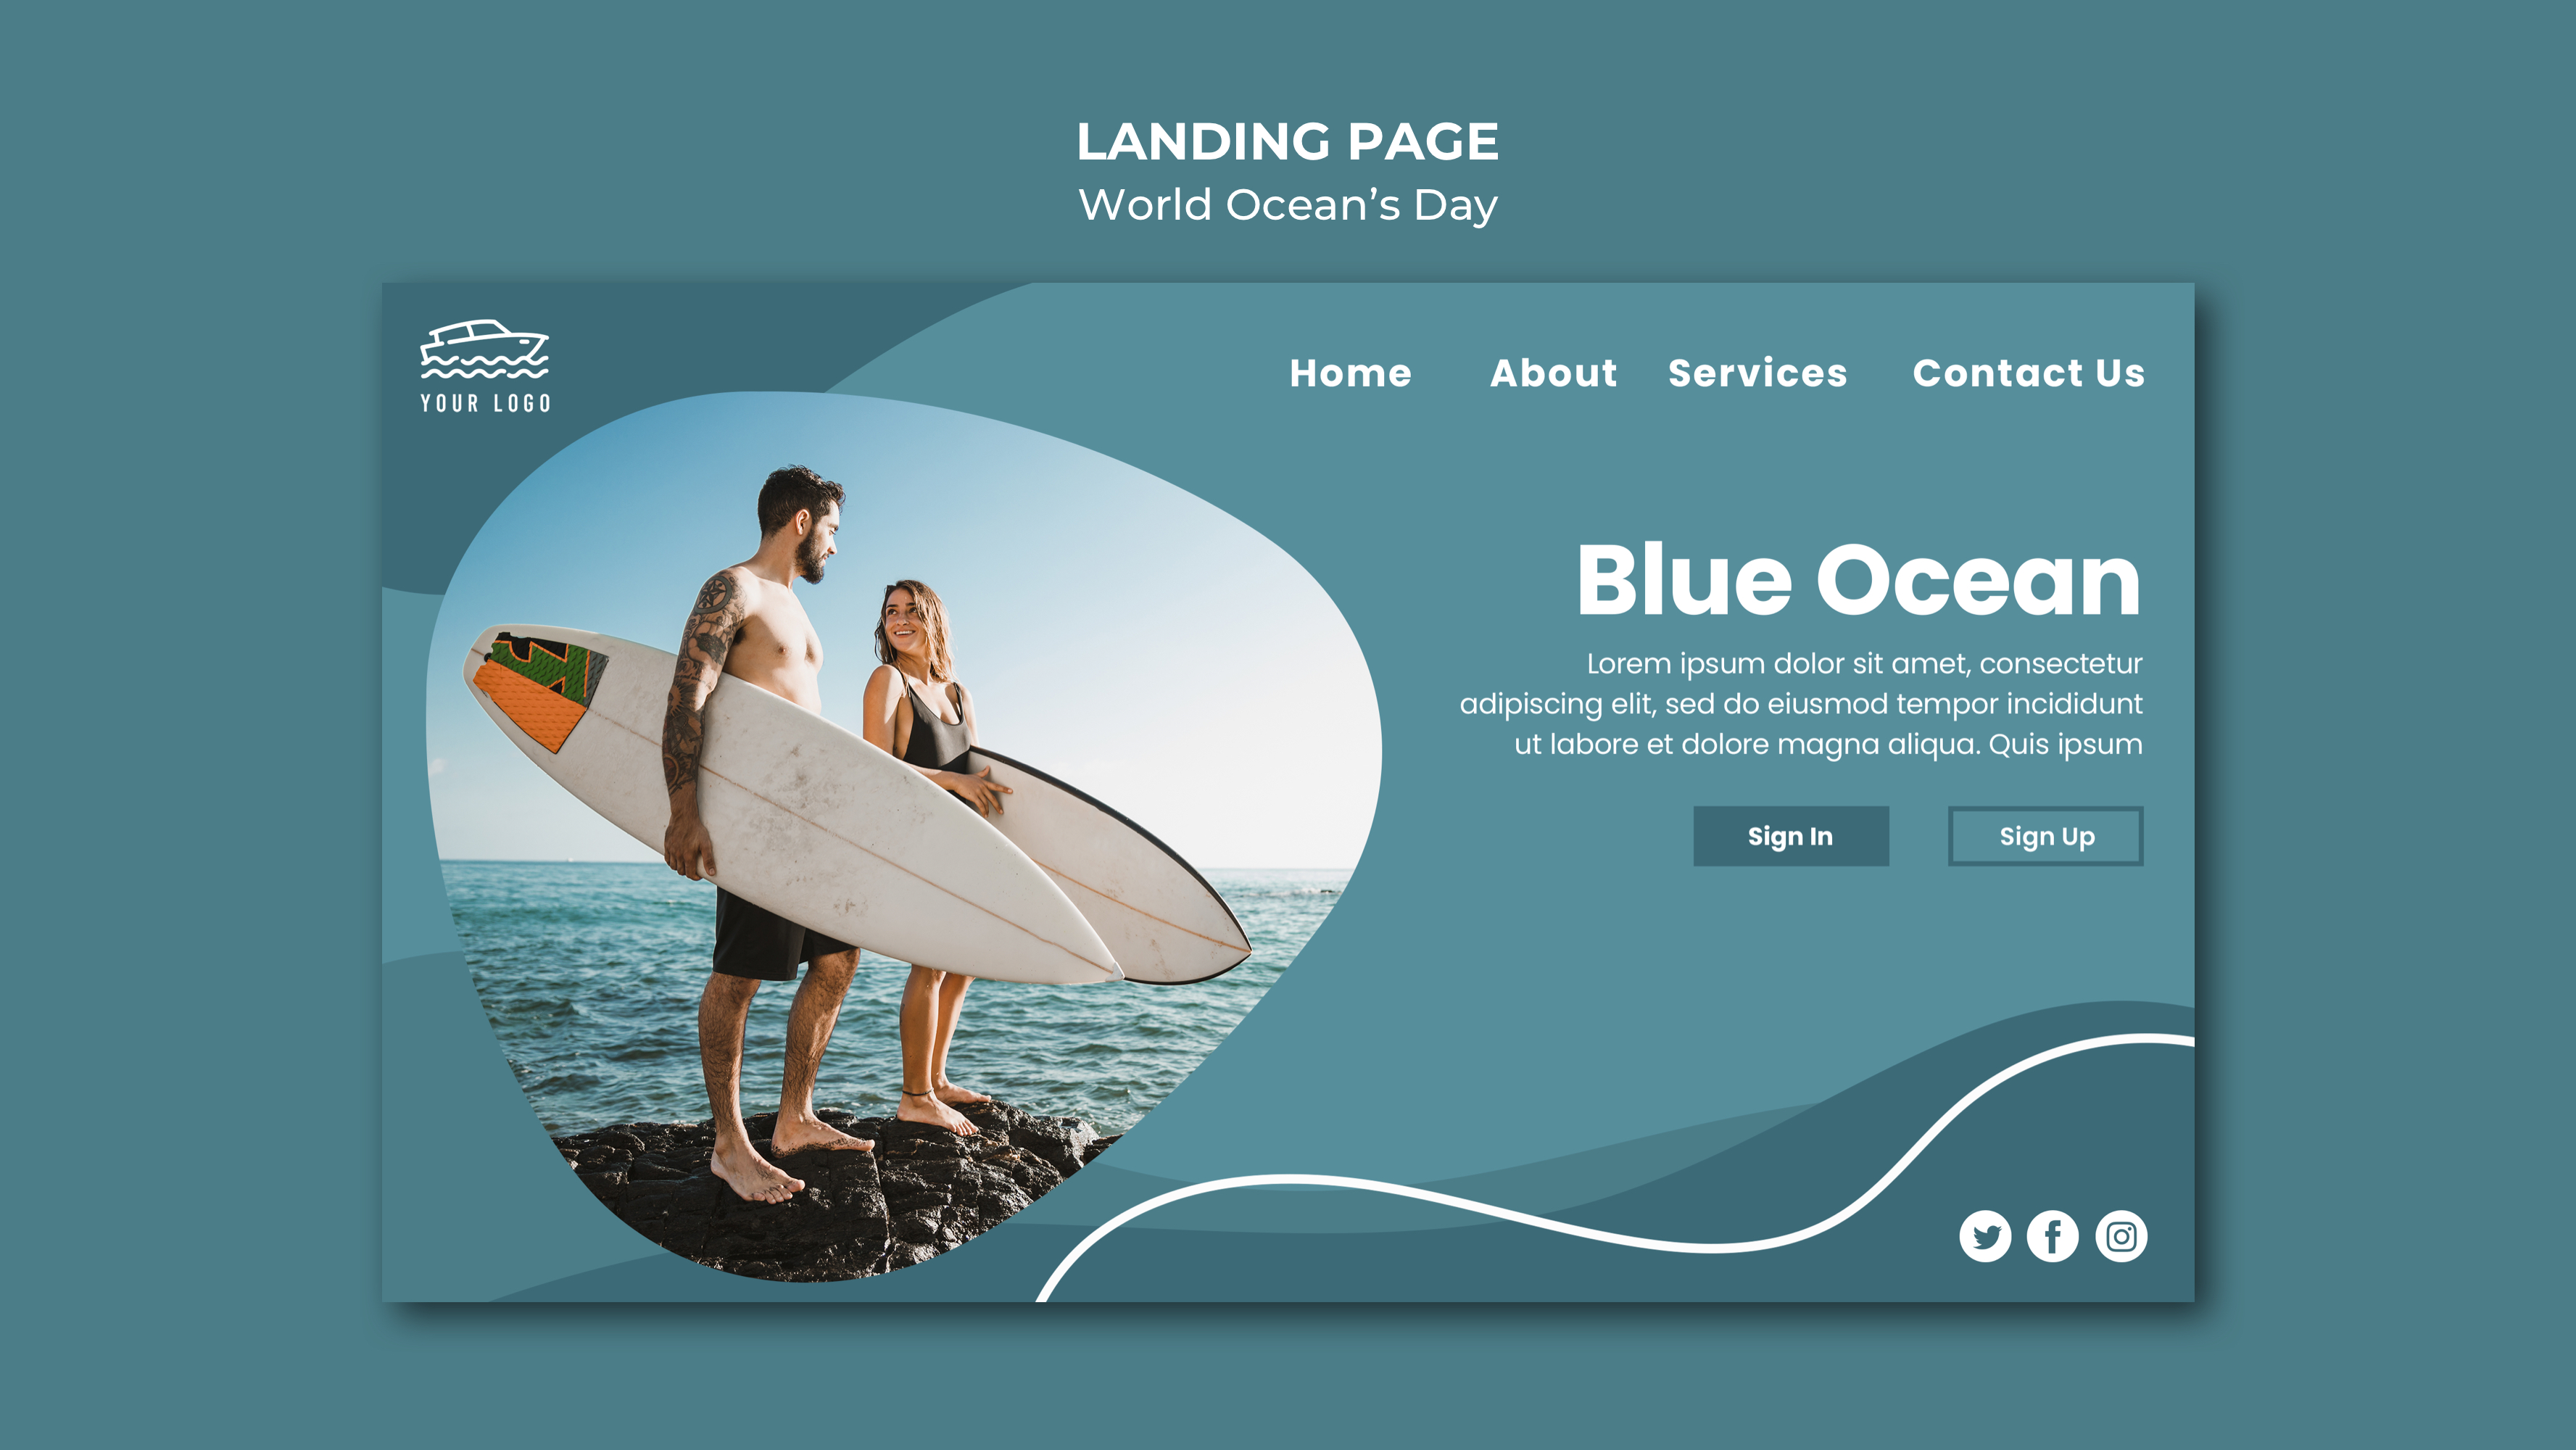 LANDING PAGE
World Ocean’s Day
YOUR LOGO
Home About Services Contact Us
Blue Ocean
Lorem ipsum dolor sit amet, consectetur
adipiscing elit, sed do eiusmod tempor incididunt
ut labore et dolore magna aliqua. Quis ipsum
Sign In Sign Up